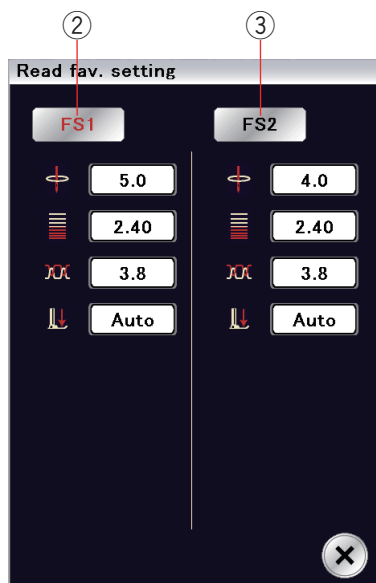 ② ③
Read fav. setting
FS1 FS2
5.0 4.0
2.40 2.40
3.8 3.8
Auto Auto